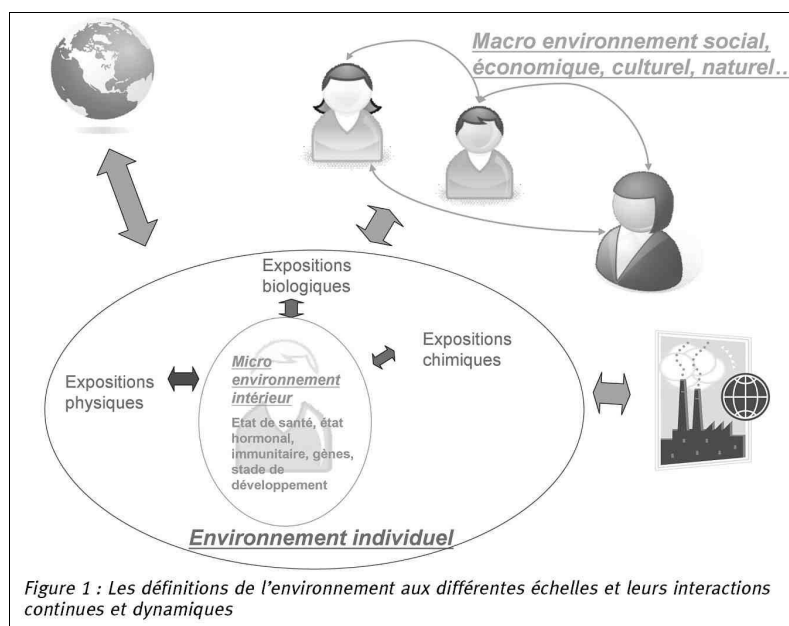 Macro environnement social,
économique, culturel, naturel…
Expositions
biologiques
Expositions
chimiques
Expositions
physiques
Micro
environnement
intérieur
Etat de santé, état
hormonal,
immunitaire, gènes,
stade de
développement
Environnement individuel
Figure 1 : Les définitions de l'environnement aux différentes échelles et leurs interactions
continues et dynamiques